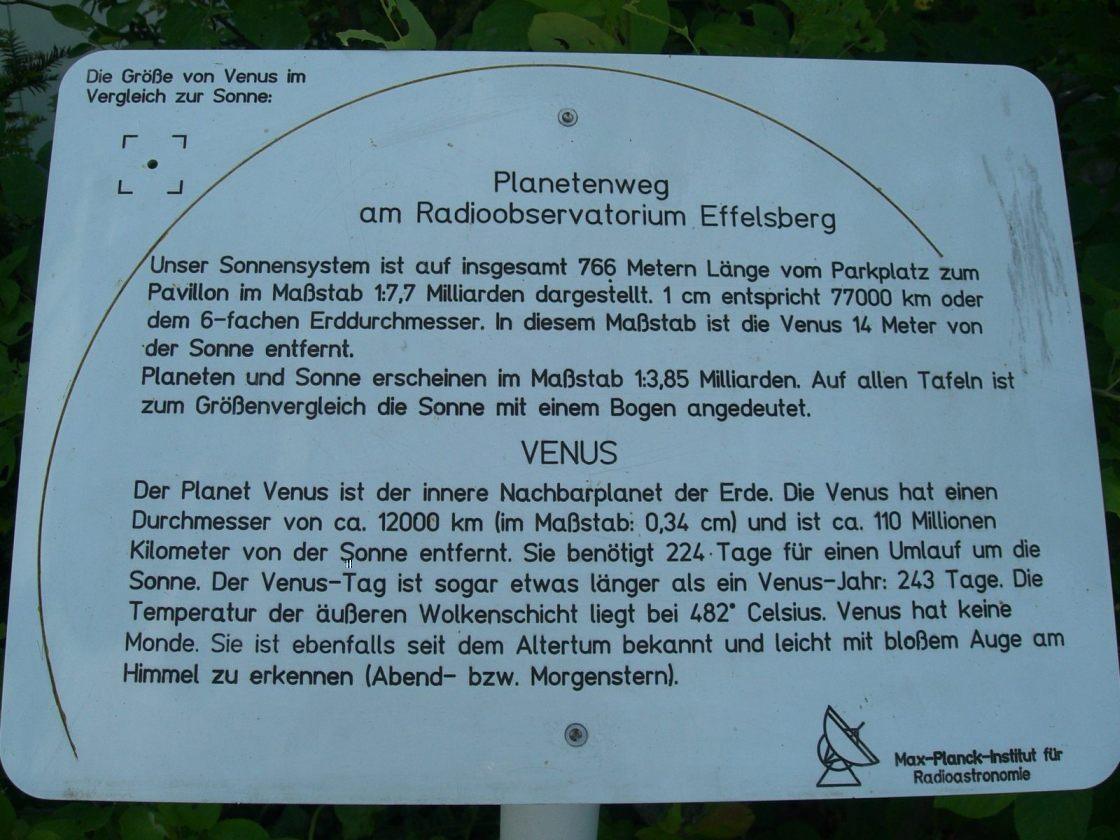 Die Größe von Venus im
Vergleich zur Sonne:
Planetenweg
am Radioobservatorium Effelsberg
Unser Sonnensystem ist auf insgesamt 766 Metern Länge vom Parkplatz zum
Pavillon im Maßstab 1:7,7 Milliarden dargestellt. 1 cm entspricht 77000 km oder
dem 6-fachen Erddurchmesser. In diesem Maßstab ist die Venus 14 Meter von
der Sonne entfernt.
Planeten und Sonne erscheinen im Maßstab 1:3,85 Milliarden. Auf allen Tafeln ist
zum Größenvergleich die Sonne mit einem Bogen angedeutet.
VENUS
Der Planet Venus ist der innere Nachbarplanet der Erde. Die Venus hat einen
Durchmesser von ca. 12000 km (im Maßstab: 0,34 cm) und ist ca. 110 Millionen
Kilometer von der Sonne entfernt. Sie benötigt 224 Tage für einen Umlauf um die
Sonne. Der Venus-Tag ist sogar etwas länger als ein Venus-Jahr: 243 Tage. Die
Temperatur der äußeren Wolkenschicht liegt bei 482° Celsius. Venus hat keine
Monde. Sie ist ebenfalls seit dem Altertum bekannt und leicht mit bloßem Auge am
Himmel zu erkennen (Abend- bzw. Morgenstern).
Max-Planck-Institut für
Radioastronomie